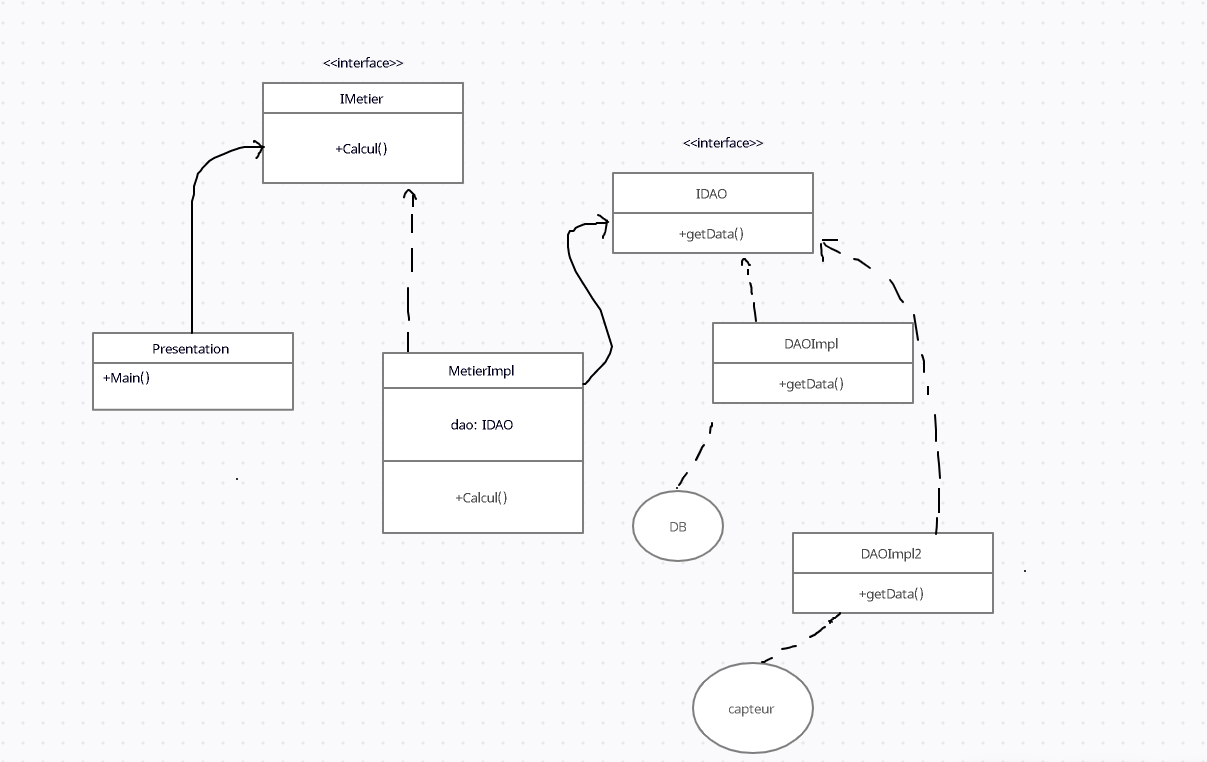 <<interface>>
IMetier
+Calcul()
<<interface>>
IDAO
+getData()
Presentation
+Main()
MetierImpl
dao: IDAO
+Calcul()
DAOImpl
+getData()
DB
DAOImpl2
+getData()
capteur